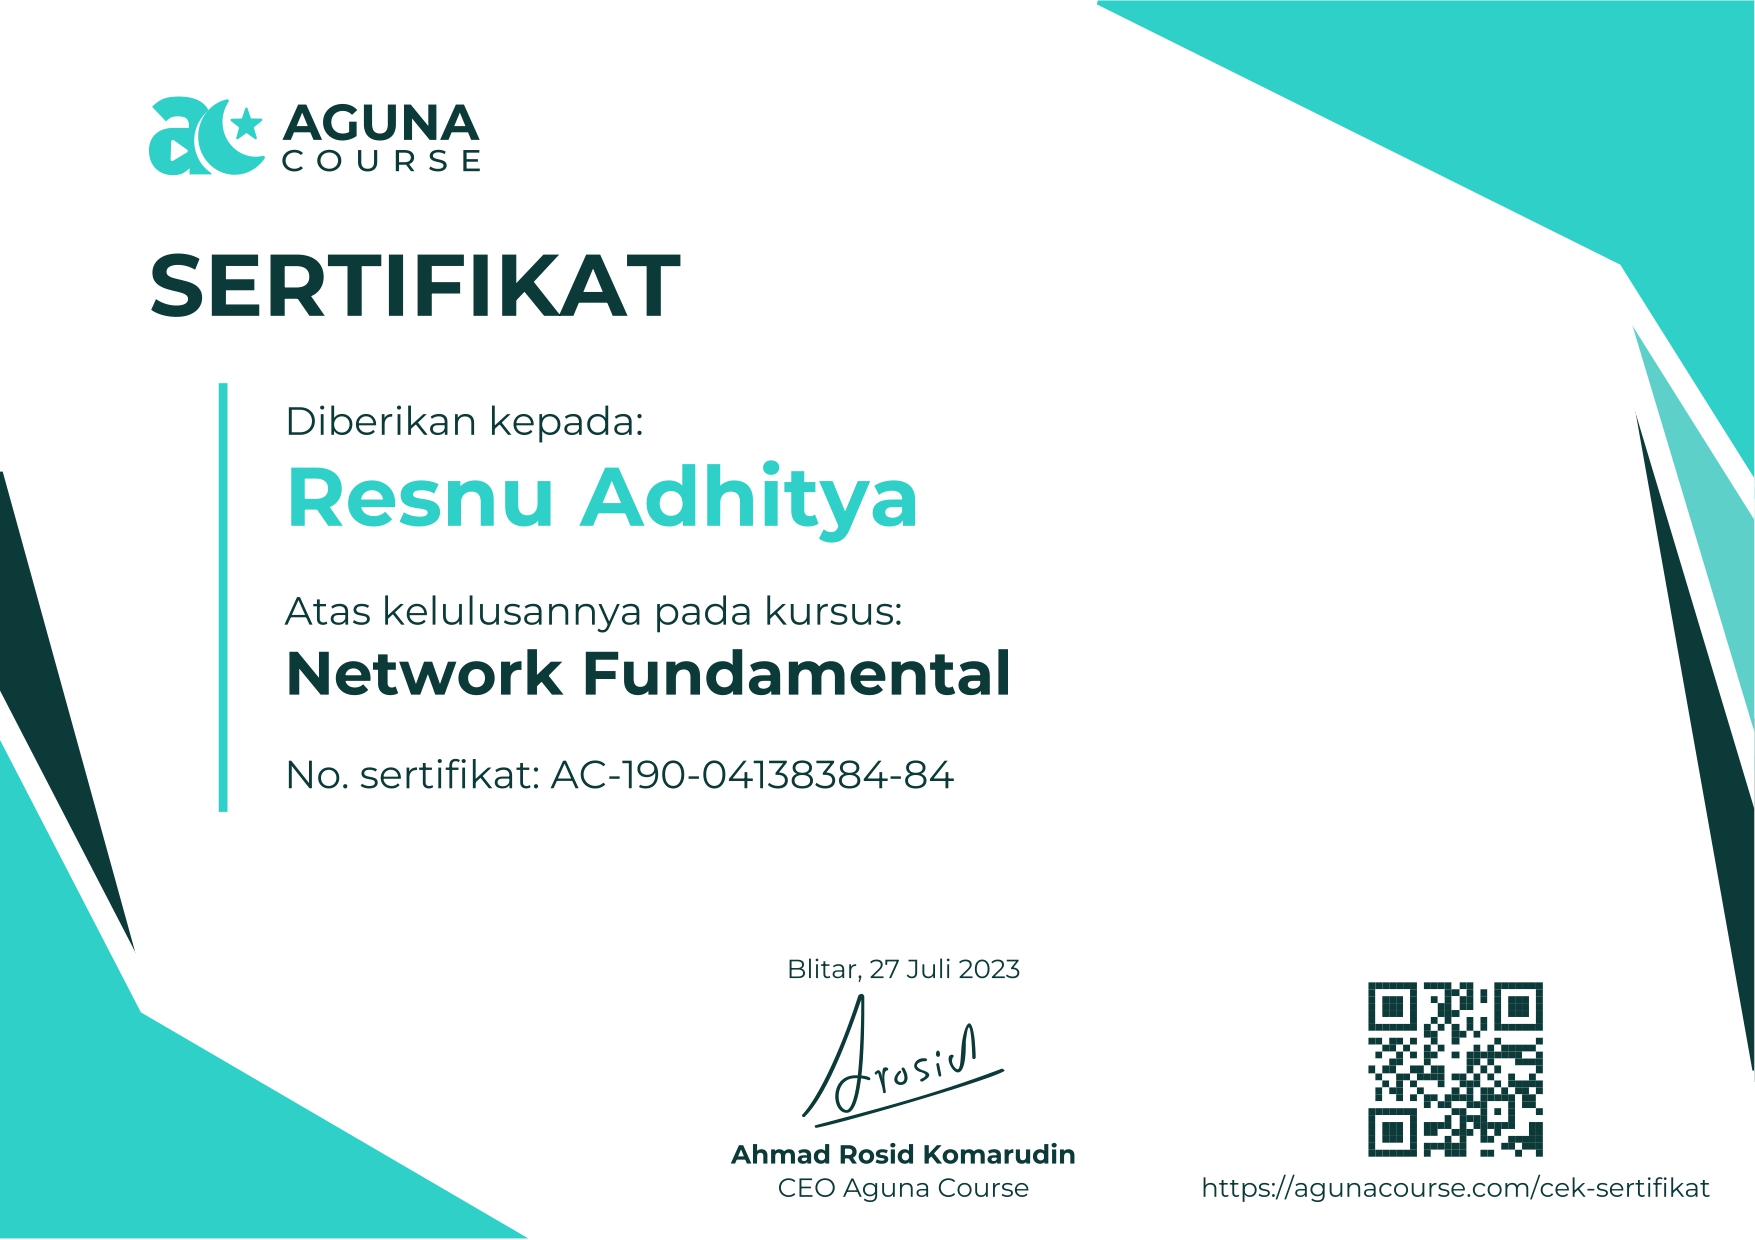 AGUNA
COURSE
SERTIFIKAT
Diberikan kepada:
Resnu Adhitya
Atas kelulusannya pada kursus:
Network Fundamental
No. sertifikat: AC-190-04138384-84
Blitar, 27 Juli 2023
Arosid
Ahmad Rosid Komarudin
CEO Aguna Course
https://agunacourse.com/cek-sertifikat